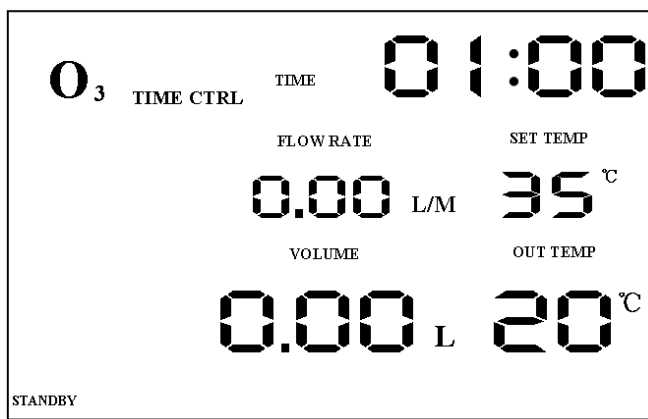 O₃ TIME CTRL TIME 01:00
FLOW RATE SET TEMP
0.00 L/M 35 ℃
VOLUME OUT TEMP
0.00 L 20 ℃
STANDBY